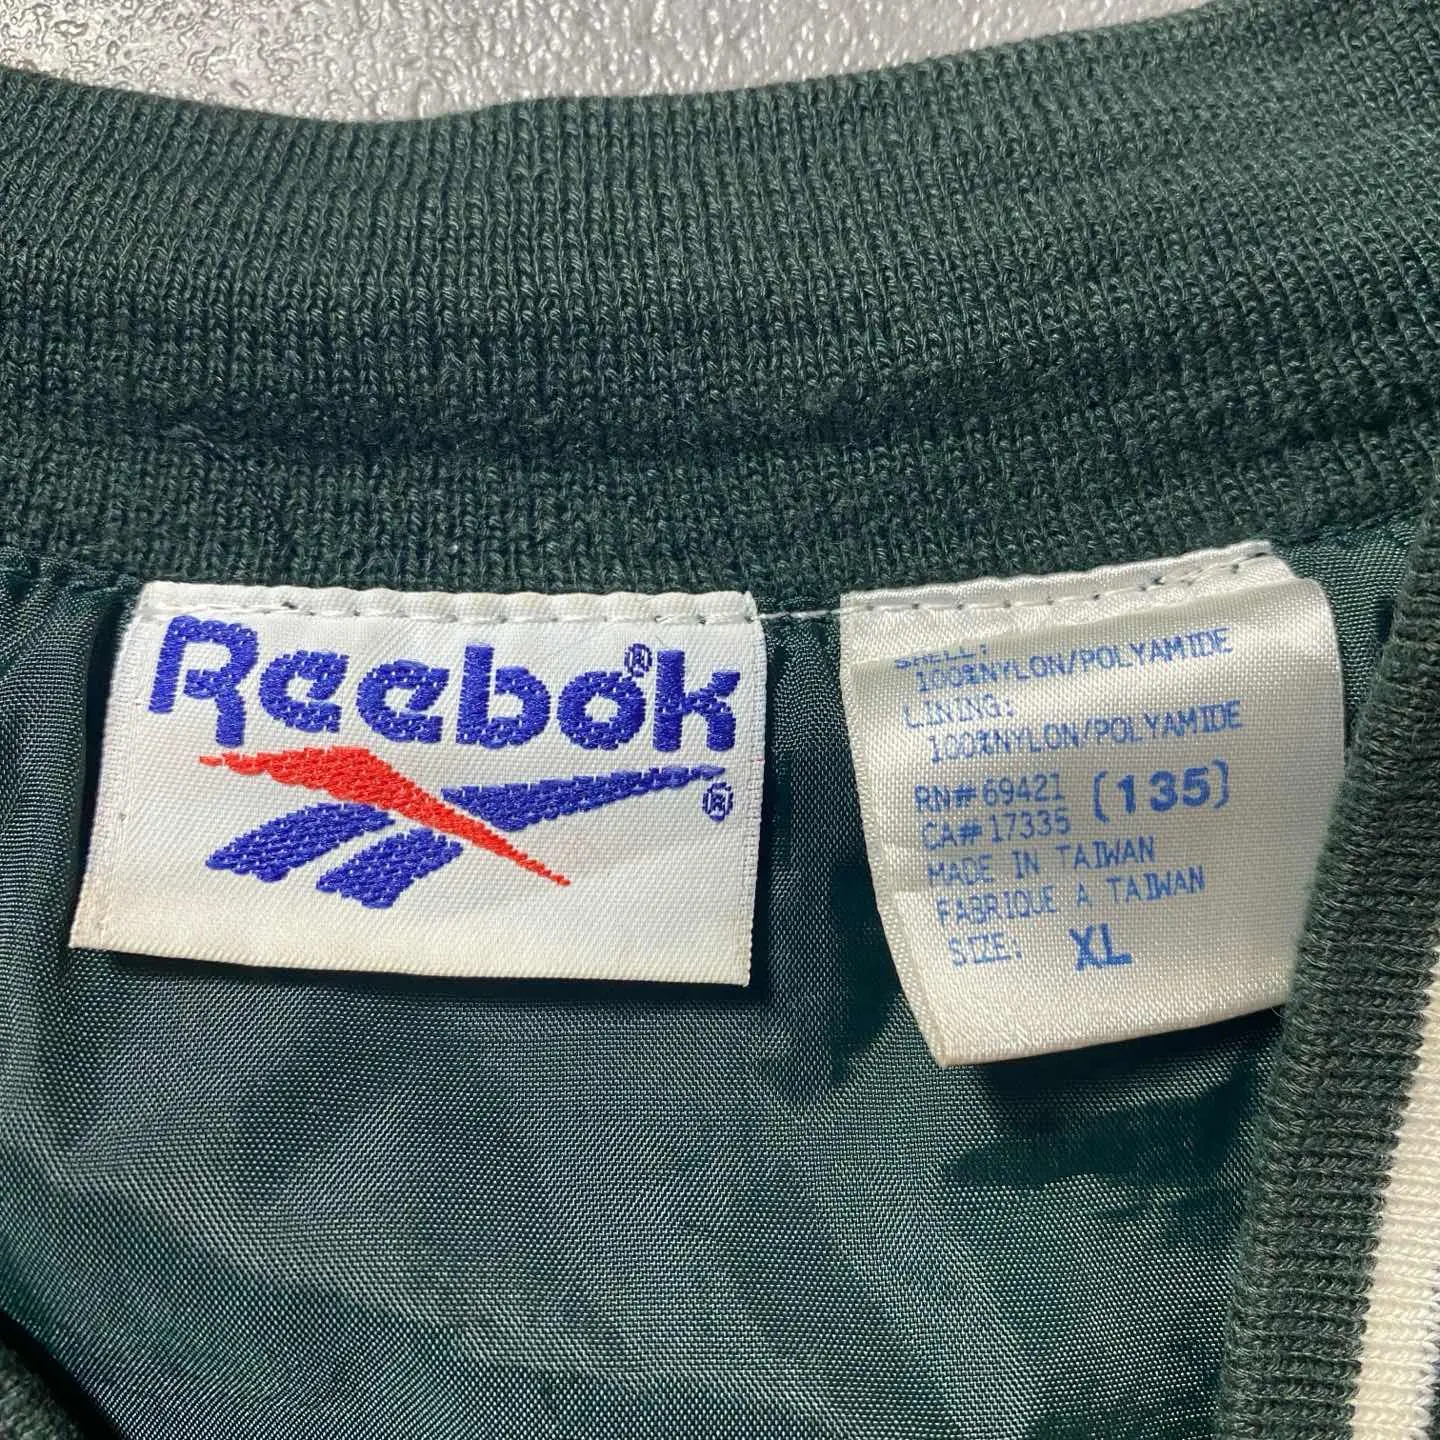 Reebok®
®
SHELL:
100%NYLON/POLYAMIDE
LINING:
100%NYLON/POLYAMIDE
RN#69421 (135)
CA#17335
MADE IN TAIWAN
FABRIQUE A TAIWAN
SIZE: XL